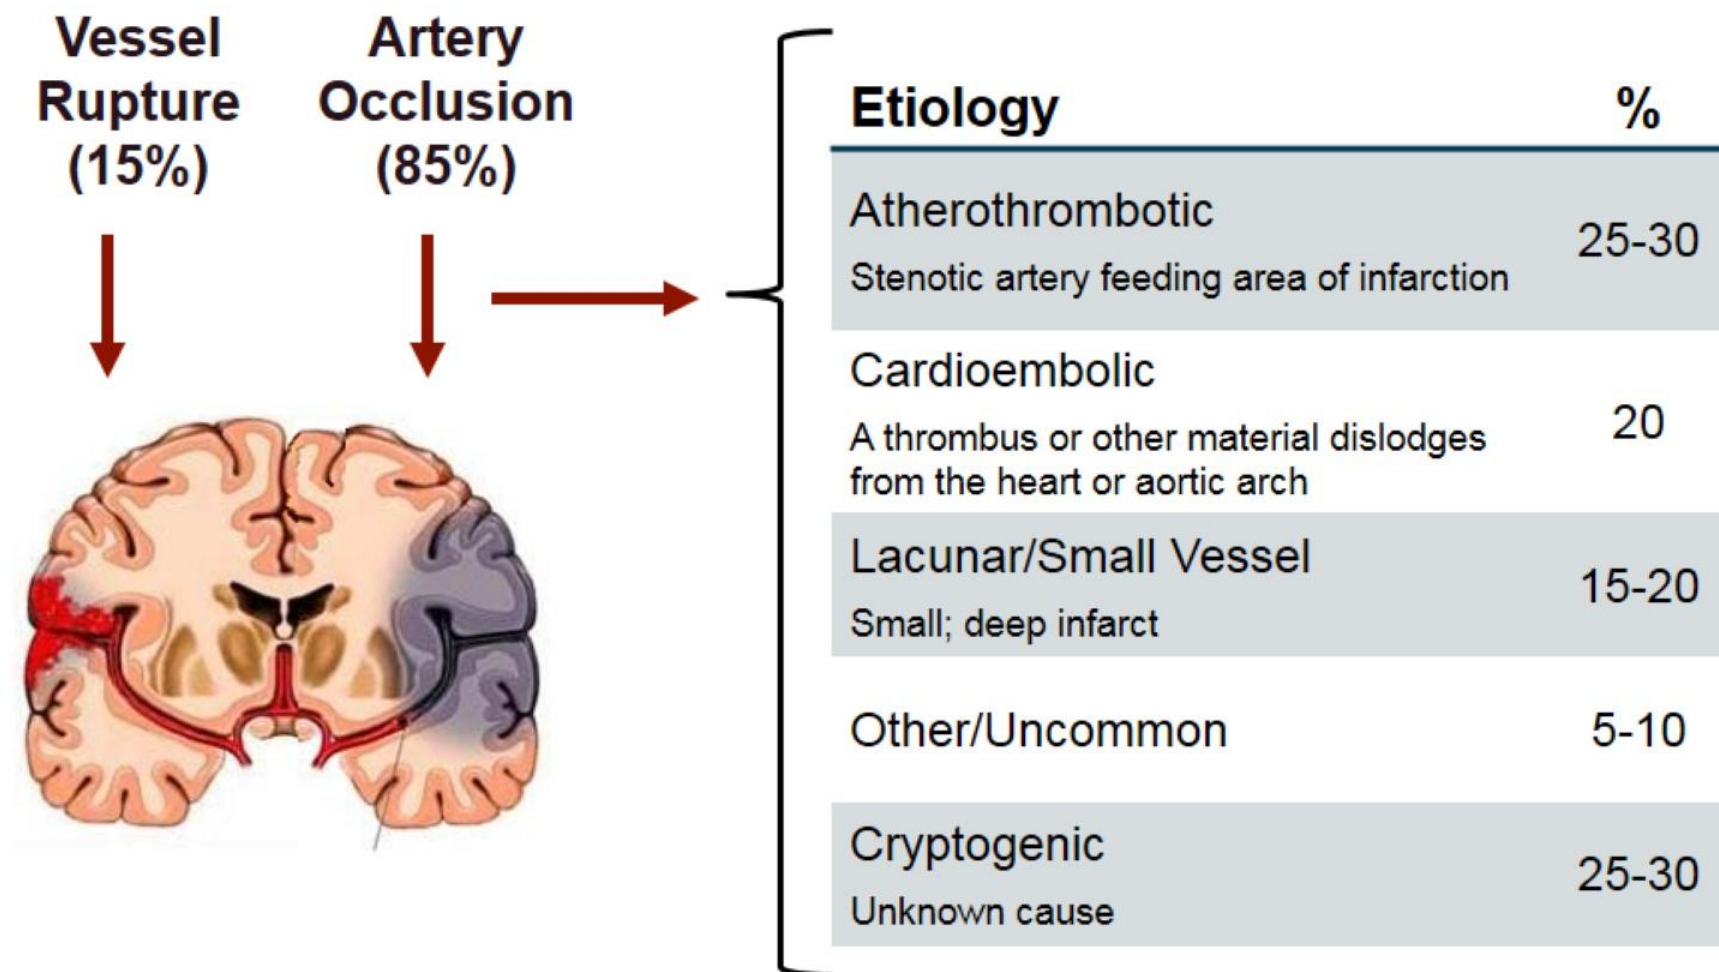 Vessel
Rupture
(15%)
Artery
Occlusion
(85%)
Etiology %
Atherothrombotic
Stenotic artery feeding area of infarction
25-30
Cardioembolic
A thrombus or other material dislodges
from the heart or aortic arch
20
Lacunar/Small Vessel
Small; deep infarct
15-20
Other/Uncommon 5-10
Cryptogenic
Unknown cause
25-30